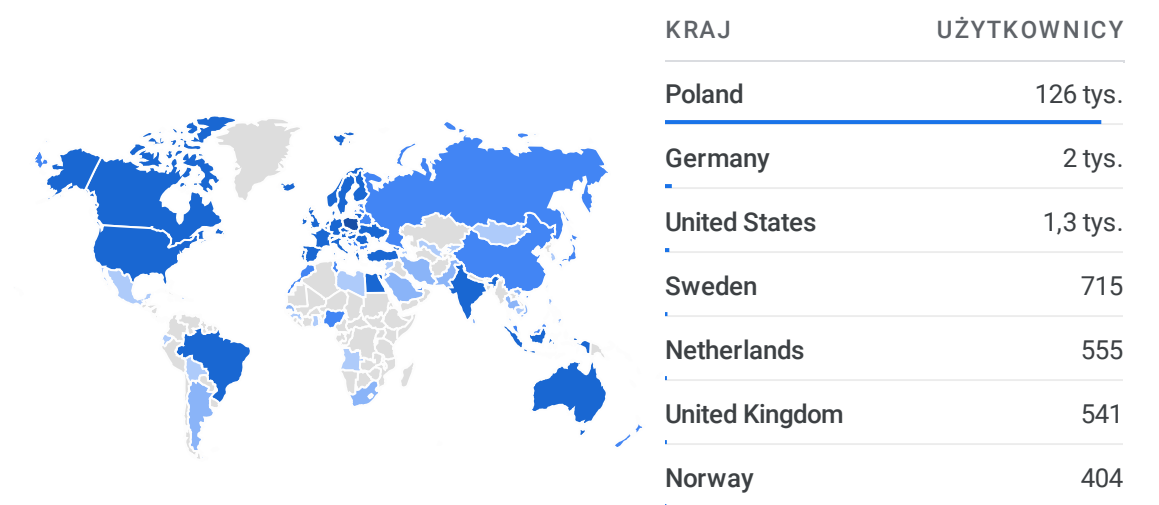 KRAJ UŻYTKOWNICY
Poland 126 tys.
Germany 2 tys.
United States 1,3 tys.
Sweden 715
Netherlands 555
United Kingdom 541
Norway 404